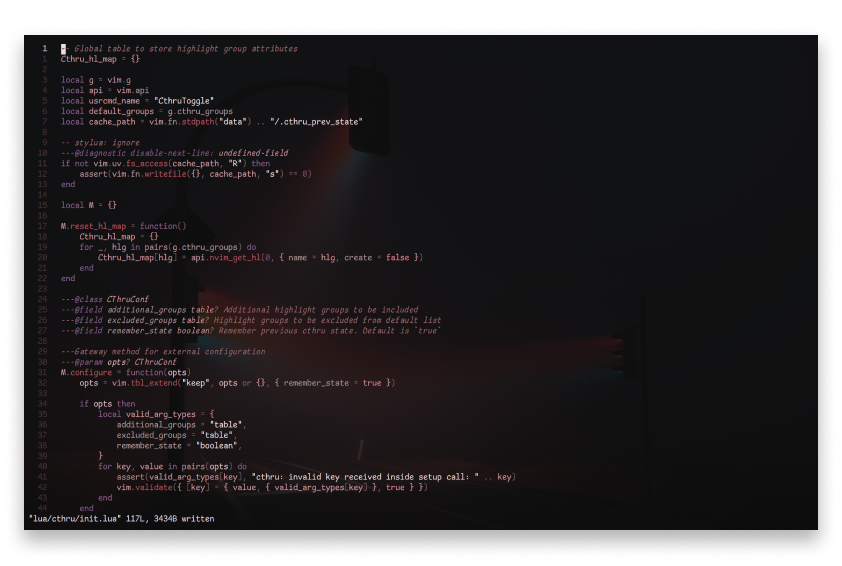 1 -- Global table to store highlight group attributes
1 Cthru_hl_map = {}
2
3 local g = vim.g
4 local api = vim.api
5 local usrcmd_name = "CthruToggle"
6 local default_groups = g.cthru_groups
7 local cache_path = vim.fn.stdpath("data") .. "/.cthru_prev_state"
8
9 -- stylua: ignore
10 ---@diagnostic disable-next-line: undefined-field
11 if not vim.uv.fs_access(cache_path, "R") then
12 assert(vim.fn.writefile({}, cache_path, "s") == 0)
13 end
14
15 local M = {}
16
17 M.reset_hl_map = function()
18 Cthru_hl_map = {}
19 for _, hlg in pairs(g.cthru_groups) do
20 Cthru_hl_map[hlg] = api.nvim_get_hl(0, { name = hlg, create = false })
21 end
22 end
23
24 ---@class CThruConf
25 ---@field additional_groups table? Additional highlight groups to be included
26 ---@field excluded_groups table? Highlight groups to be excluded from default list
27 ---@field remember_state boolean? Remember previous cthru state. Default is `true`
28
29 ---Gateway method for external configuration
30 ---@param opts? CThruConf
31 M.configure = function(opts)
32 opts = vim.tbl_extend("keep", opts or {}, { remember_state = true })
33
34 if opts then
35 local valid_arg_types = {
36 additional_groups = "table",
37 excluded_groups = "table",
38 remember_state = "boolean",
39 }
40 for key, value in pairs(opts) do
41 assert(valid_arg_types[key], "cthru: invalid key received inside setup call: " .. key)
42 vim.validate({ [key] = { value, { valid_arg_types[key] }, true } })
43 end
44 end
"lua/cthru/init.lua" 117L, 3434B written